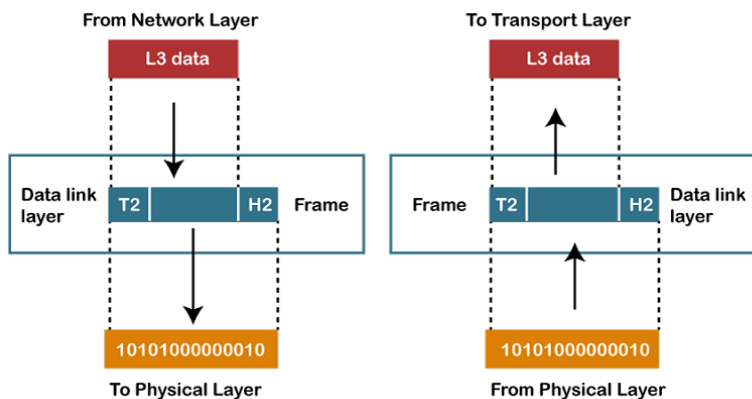 From Network Layer
L3 data
Data link
layer
T2
H2
Frame
10101000000010
To Physical Layer
To Transport Layer
L3 data
Frame
T2
H2
Data link
layer
10101000000010
From Physical Layer